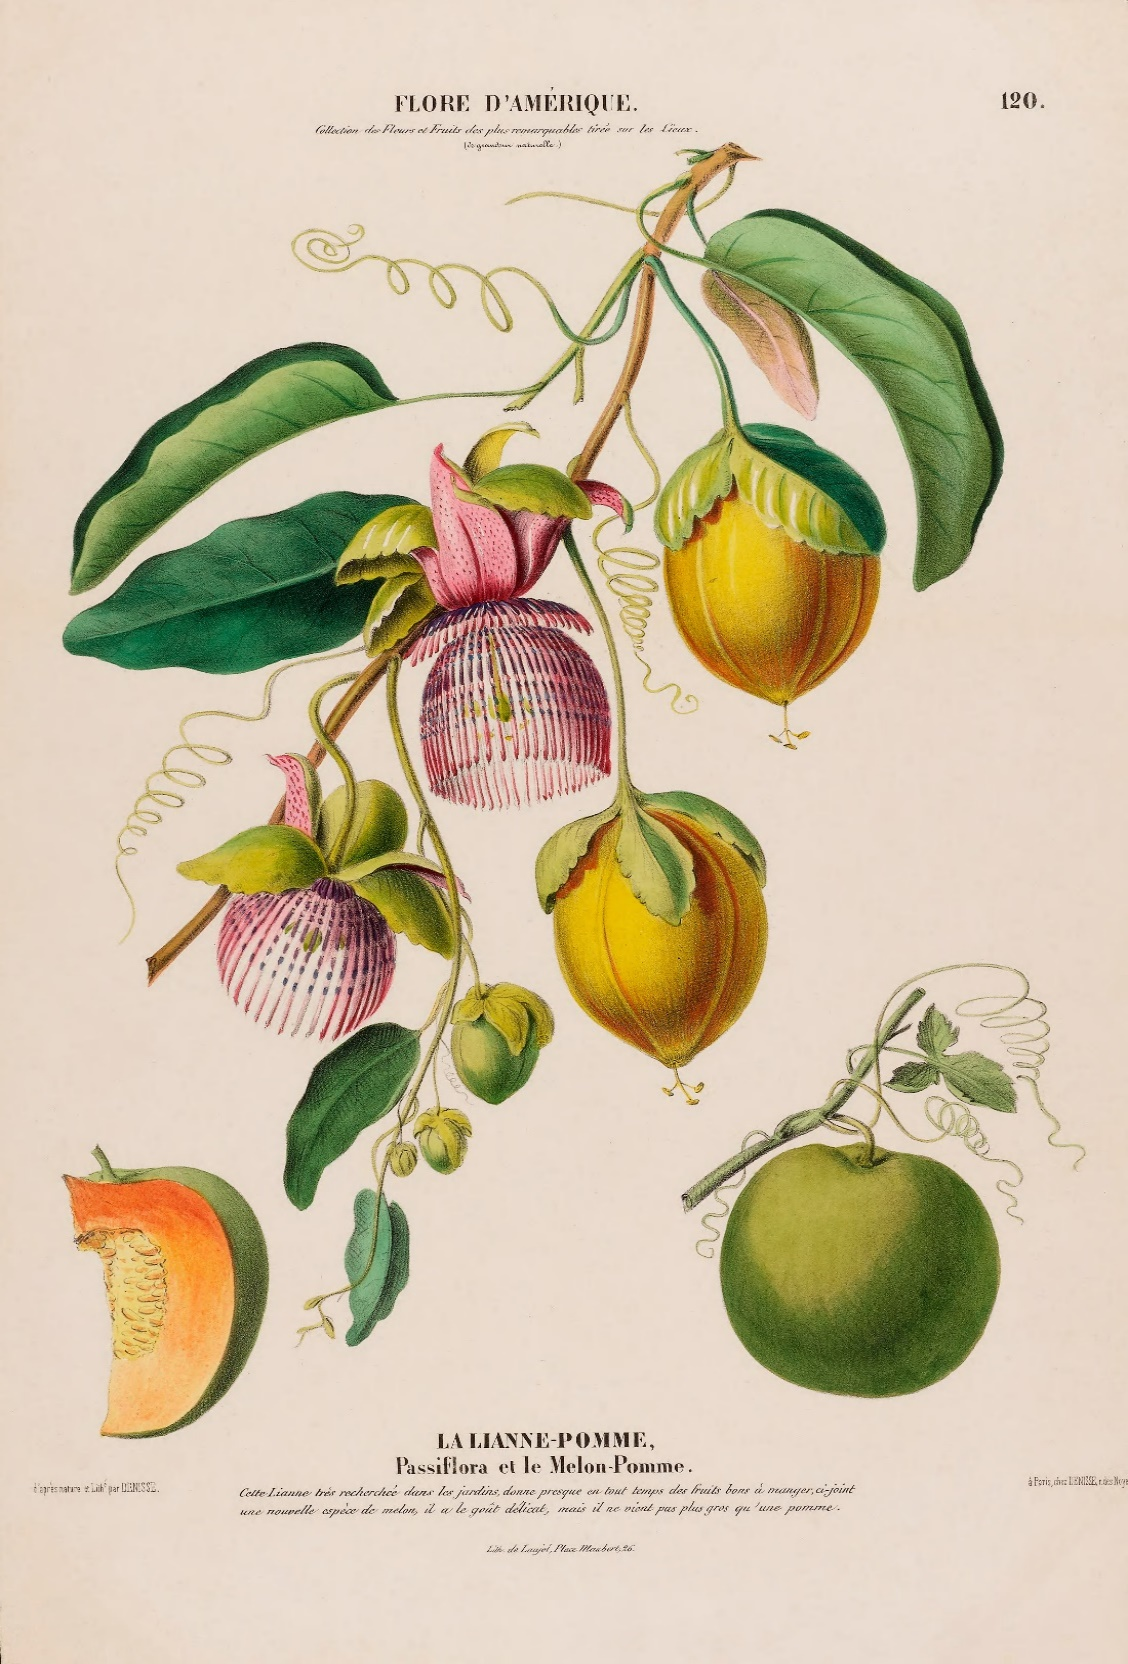 FLORE D'AMÉRIQUE.
120.
Collection des Fleurs et Fruits des plus remarquables tirés sur les Lieux.
(de grandeur naturelle.)
LA LIANNE-POMME,
Passiflora et le Melon-Pomme.
d'après nature et Lith.é par DENISSE.
à Paris, chez DENISSE, r. des Noye
Cette Lianne très recherchée dans les jardins, donne presque en tout temps des fruits bons à manger, ci-joint
une nouvelle espèce de melon, il a le goût délicat, mais il ne vient pas plus gros qu'une pomme.
Lith. de Laujol, Place Maubert, 26.